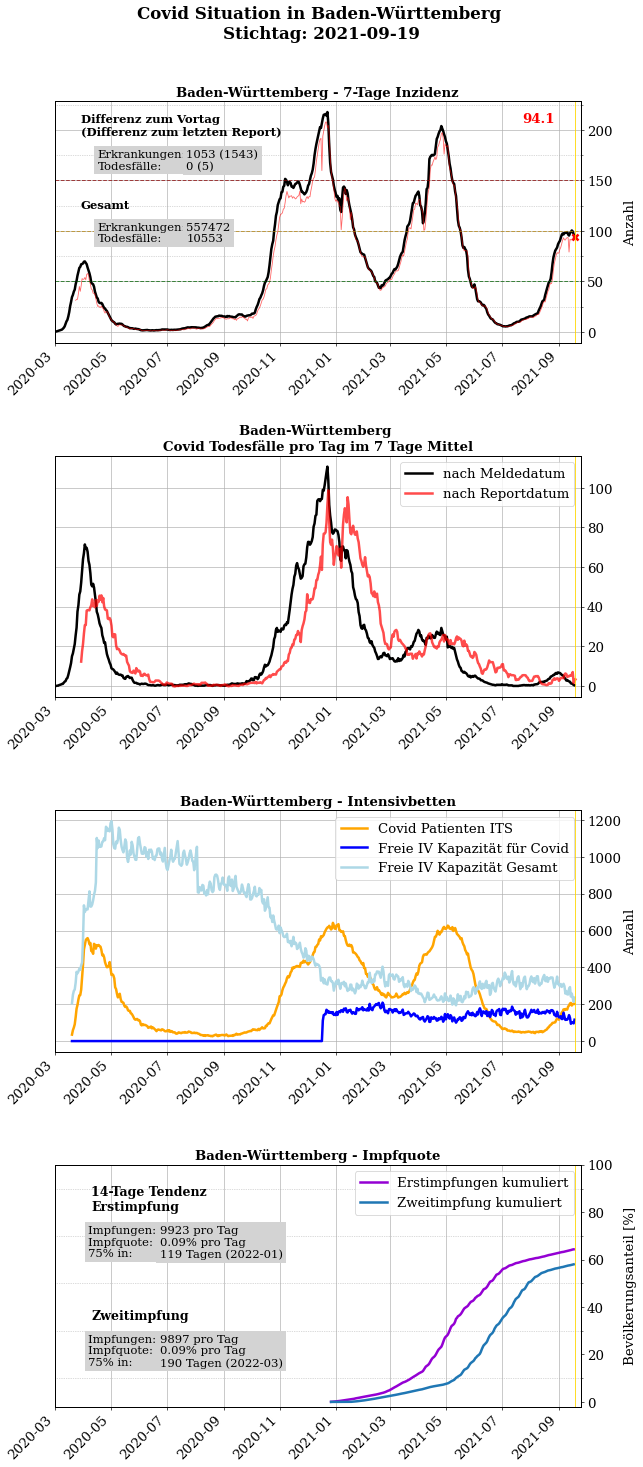 Covid Situation in Baden-Württemberg
Stichtag: 2021-09-19
Baden-Württemberg - 7-Tage Inzidenz
Differenz zum Vortag
(Differenz zum letzten Report)
Erkrankungen 1053 (1543)
Todesfälle: 0 (5)
Gesamt
Erkrankungen 557472
Todesfälle: 10553
94.1
200
150
100
50
0
Anzahl
2020-03
2020-05
2020-07
2020-09
2020-11
2021-01
2021-03
2021-05
2021-07
2021-09
Baden-Württemberg
Covid Todesfälle pro Tag im 7 Tage Mittel
nach Meldedatum
nach Reportdatum
100
80
60
40
20
0
2020-03
2020-05
2020-07
2020-09
2020-11
2021-01
2021-03
2021-05
2021-07
2021-09
Baden-Württemberg - Intensivbetten
Covid Patienten ITS
Freie IV Kapazität für Covid
Freie IV Kapazität Gesamt
1200
1000
800
600
400
200
0
Anzahl
2020-03
2020-05
2020-07
2020-09
2020-11
2021-01
2021-03
2021-05
2021-07
2021-09
Baden-Württemberg - Impfquote
14-Tage Tendenz
Erstimpfung
Impfungen: 9923 pro Tag
Impfquote: 0.09% pro Tag
75% in: 119 Tagen (2022-01)
Zweitimpfung
Impfungen: 9897 pro Tag
Impfquote: 0.09% pro Tag
75% in: 190 Tagen (2022-03)
Erstimpfungen kumuliert
Zweitimpfung kumuliert
100
80
60
40
20
0
Bevölkerungsanteil [%]
2020-03
2020-05
2020-07
2020-09
2020-11
2021-01
2021-03
2021-05
2021-07
2021-09